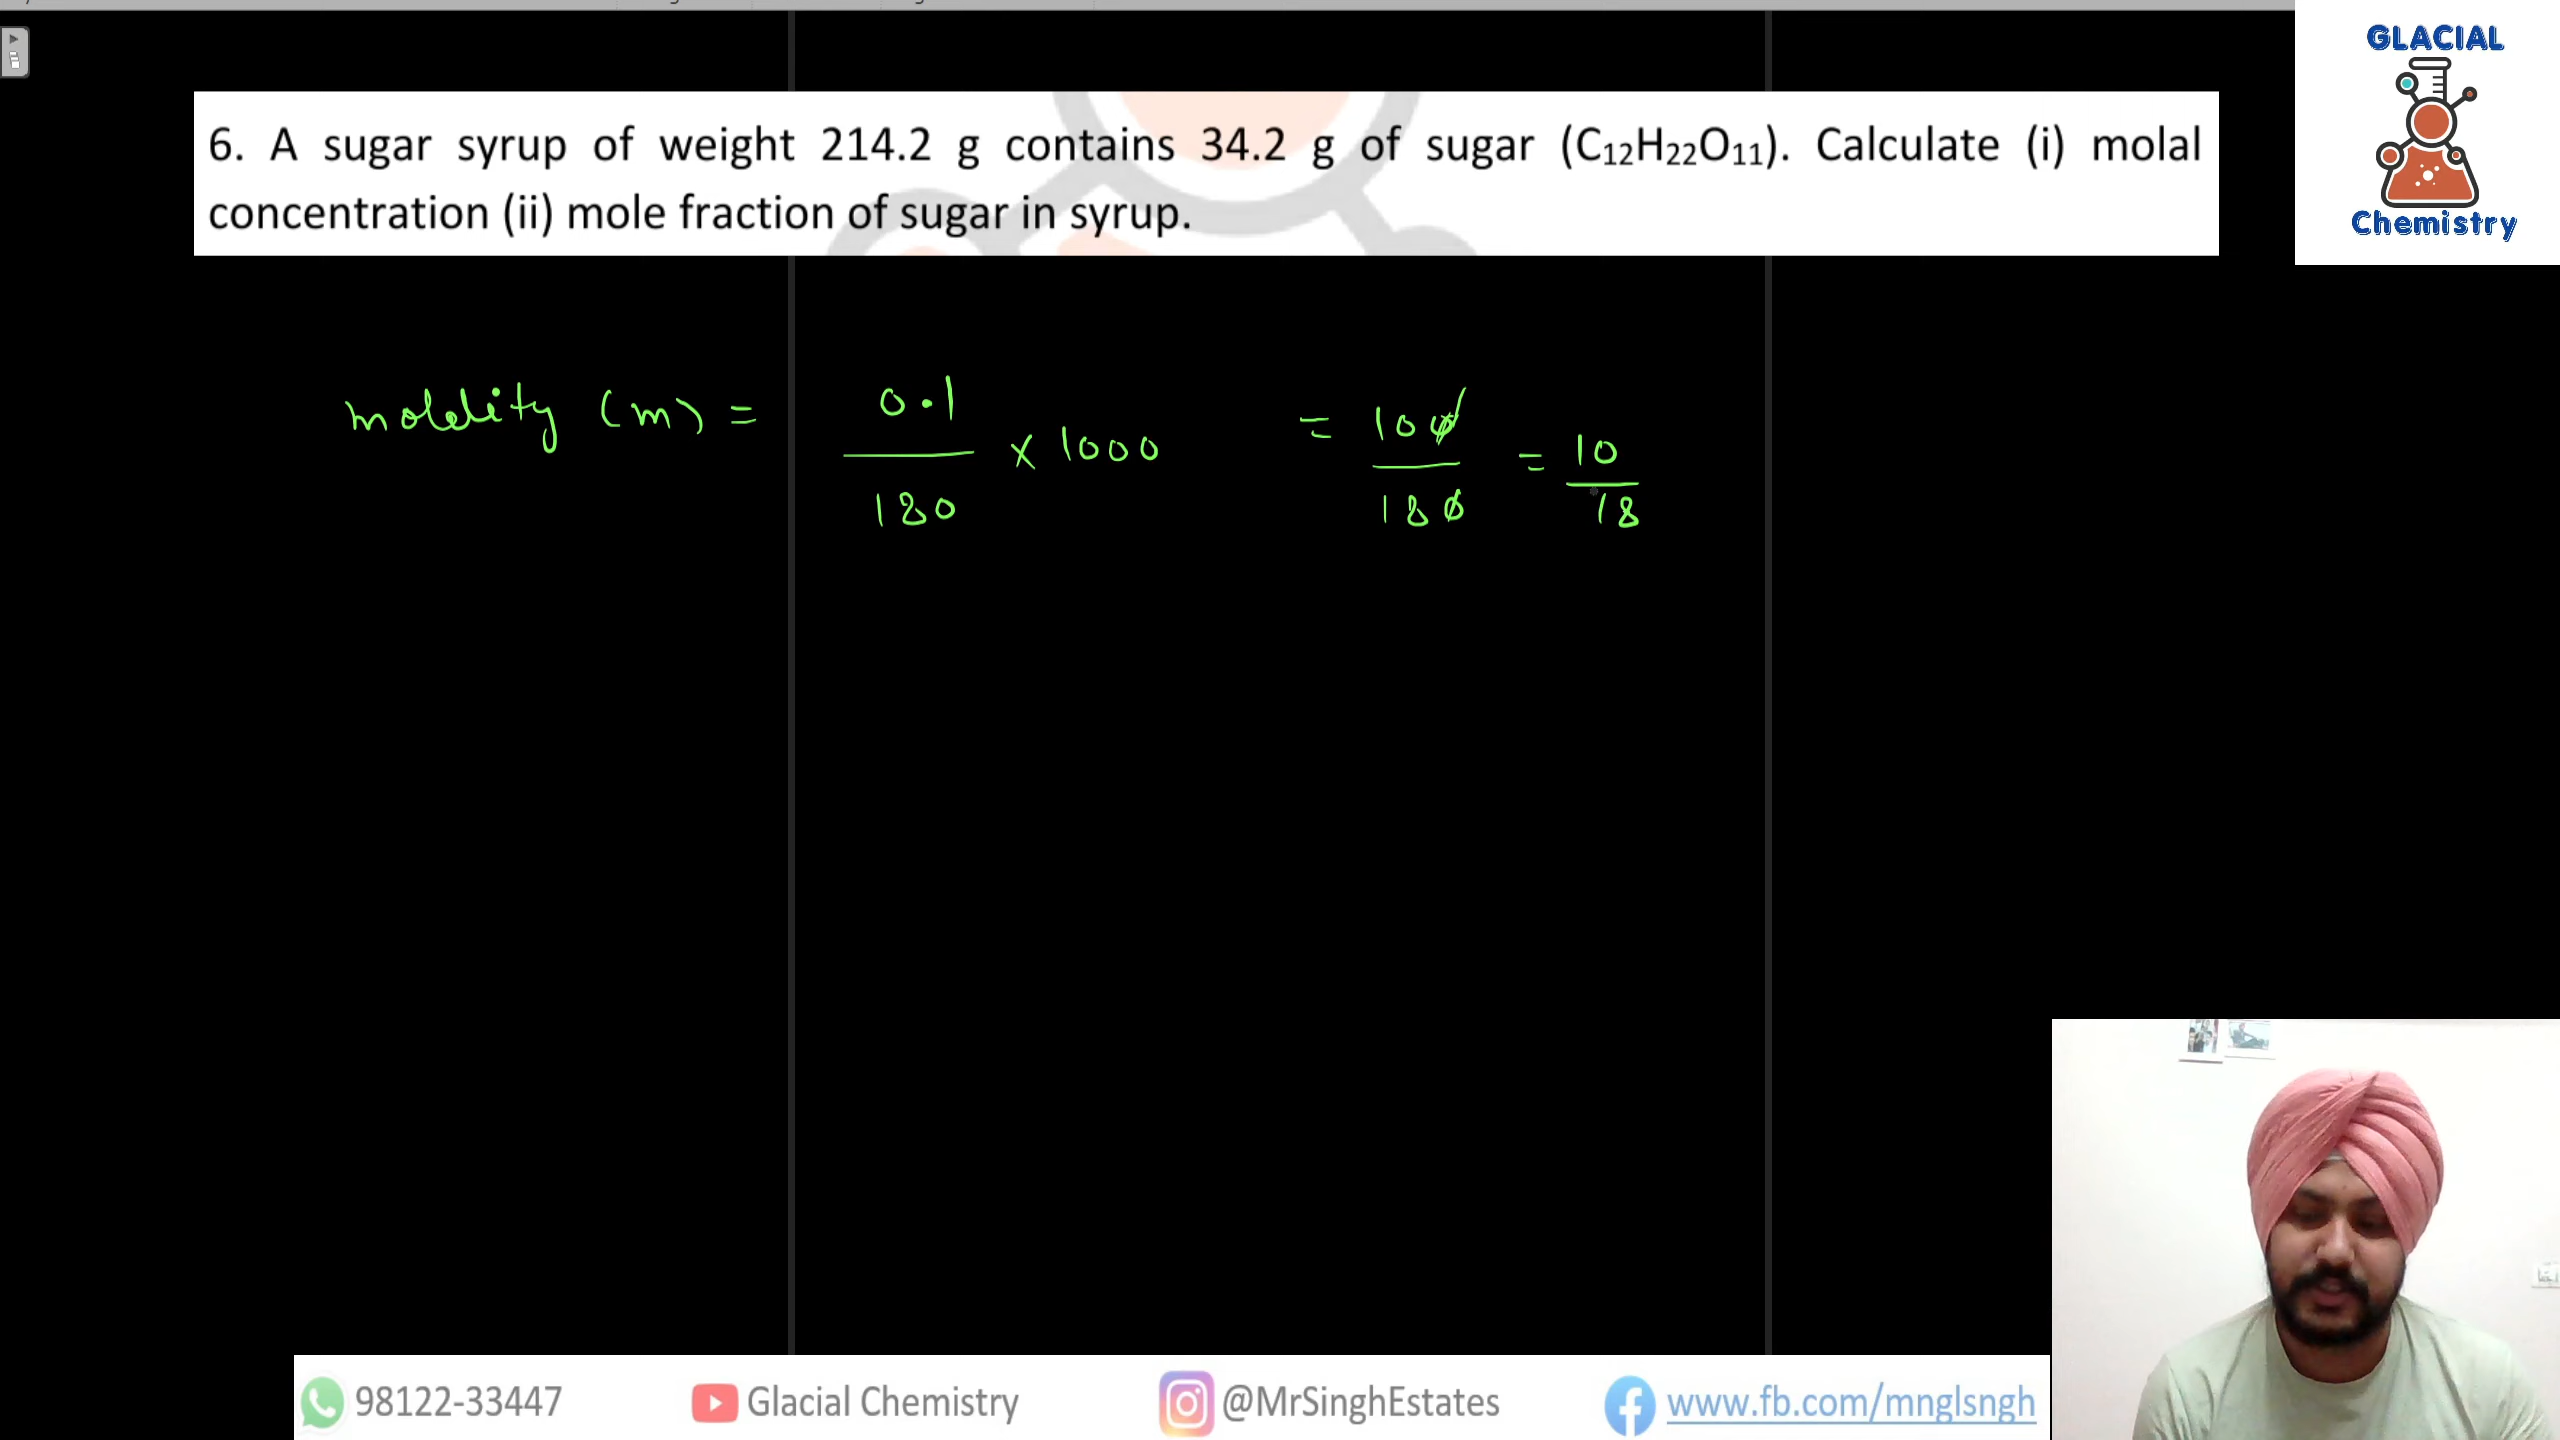 GLACIAL
Chemistry
6. A sugar syrup of weight 214.2 g contains 34.2 g of sugar (C₁₂H₂₂O₁₁). Calculate (i) molal
concentration (ii) mole fraction of sugar in syrup.
molality (m) = 0.1/180 x 1000 = 100/180 = 10/18
98122-33447 Glacial Chemistry @MrSinghEstates www.fb.com/mnglsngh